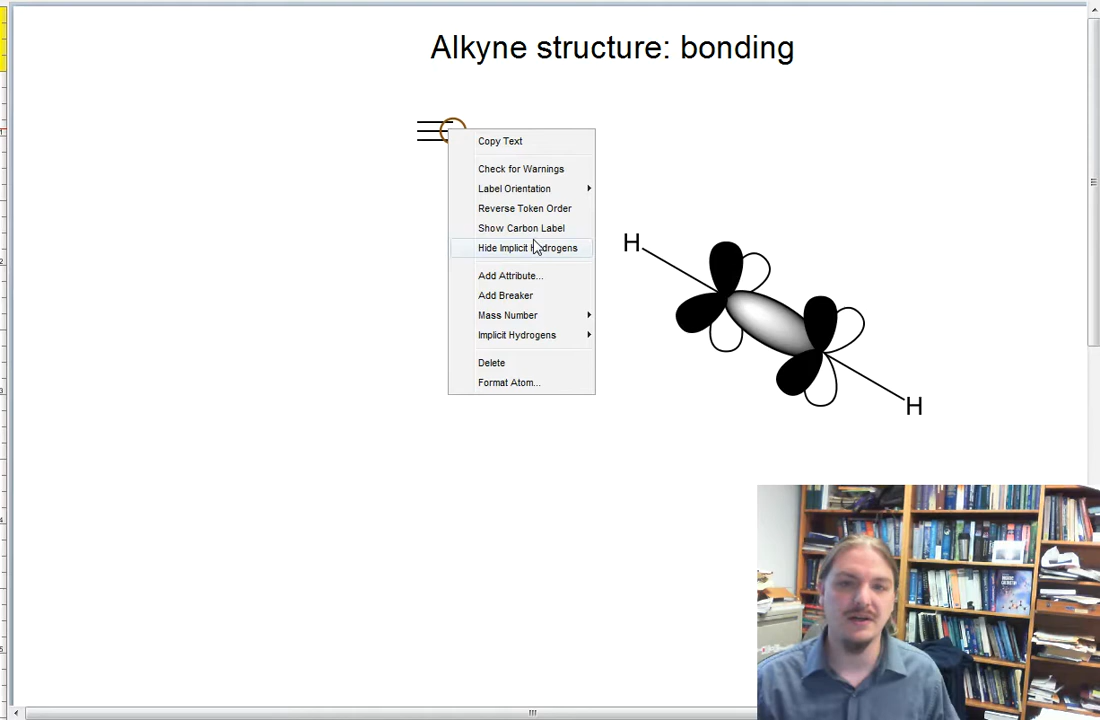 Alkyne structure: bonding
Copy Text
Check for Warnings
Label Orientation
Reverse Token Order
Show Carbon Label
Hide Implicit Hydrogens
Add Attribute...
Add Breaker
Mass Number
Implicit Hydrogens
Delete
Format Atom...
H
H